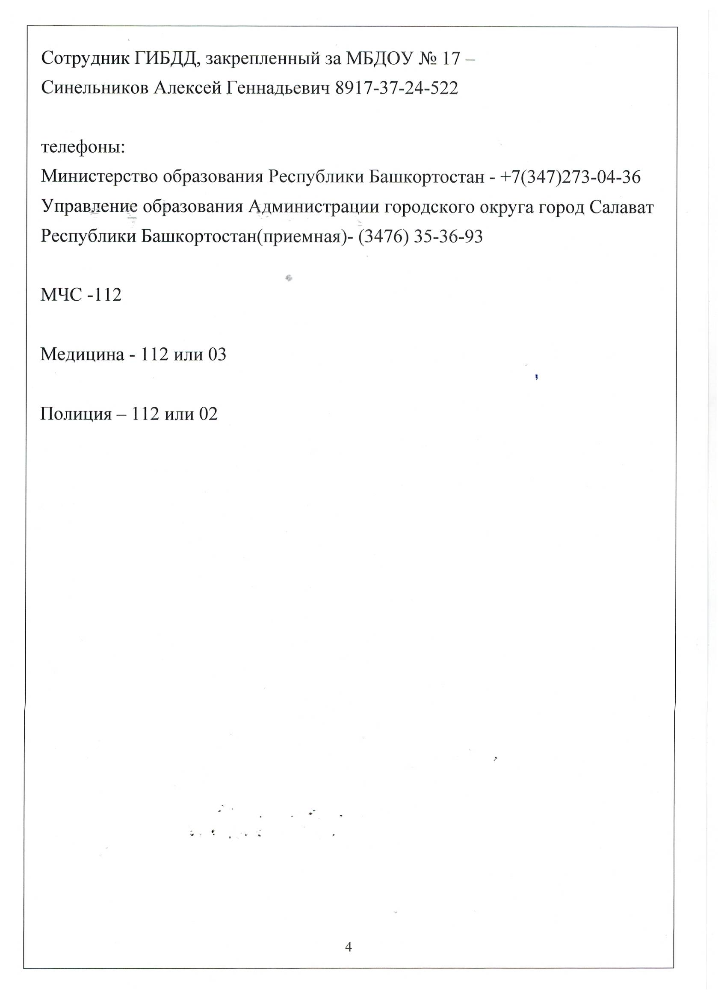 Сотрудник ГИБДД, закрепленный за МБДОУ № 17 –
Синельников Алексей Геннадьевич 8917-37-24-522
телефоны:
Министерство образования Республики Башкортостан - +7(347)273-04-36
Управление образования Администрации городского округа город Салават
Республики Башкортостан(приемная)- (3476) 35-36-93
МЧС -112
Медицина - 112 или 03
Полиция – 112 или 02
4